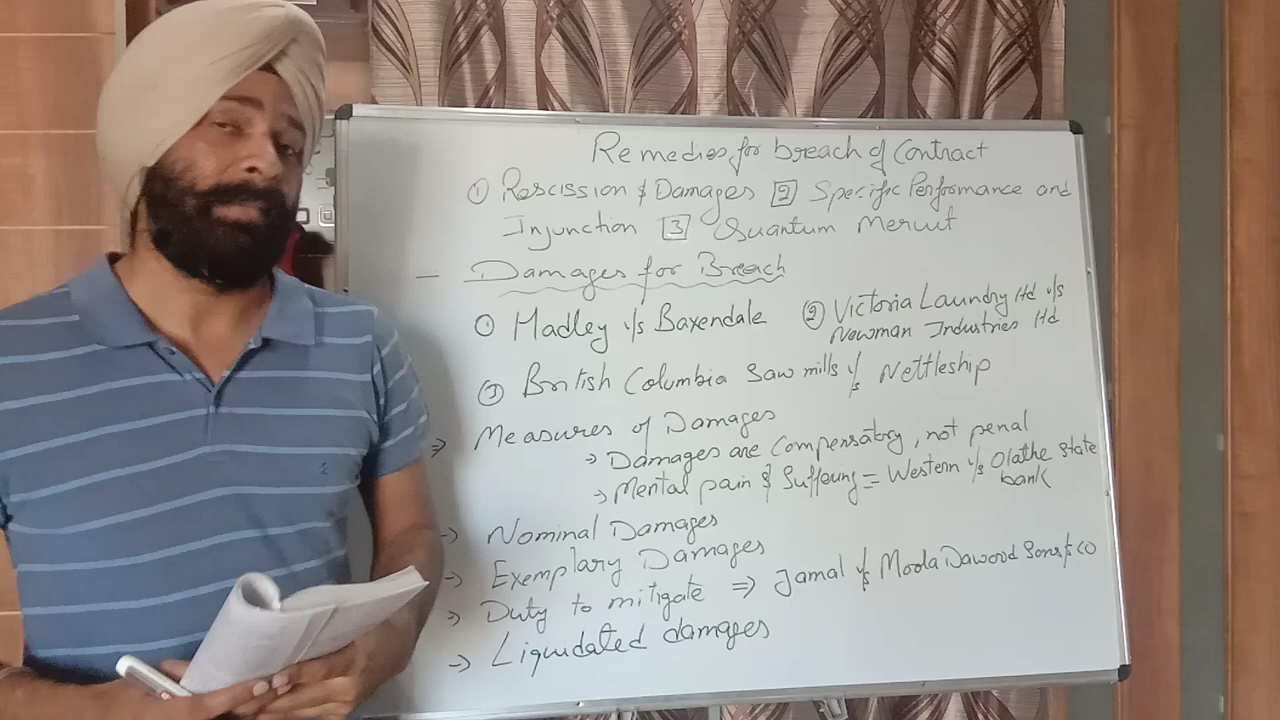 Remedies for breach of Contract
① Rescission & Damages [2] Specific Performance and
Injunction [3] Quantum Meruit
— Damages for Breach
① Hadley v/s Baxendale ② Victoria Laundry ltd v/s
Newman Industries ltd
③ British Columbia Saw mills v/s Nettleship
⇒ Measures of Damages
→ Damages are compensatory, not penal
→ Mental pain & Suffering = Western v/s Olathe State
bank
→ Nominal Damages
→ Exemplary Damages
→ Duty to mitigate ⇒ Jamal v/s Moola Dawood Sons & CO
→ Liquidated damages